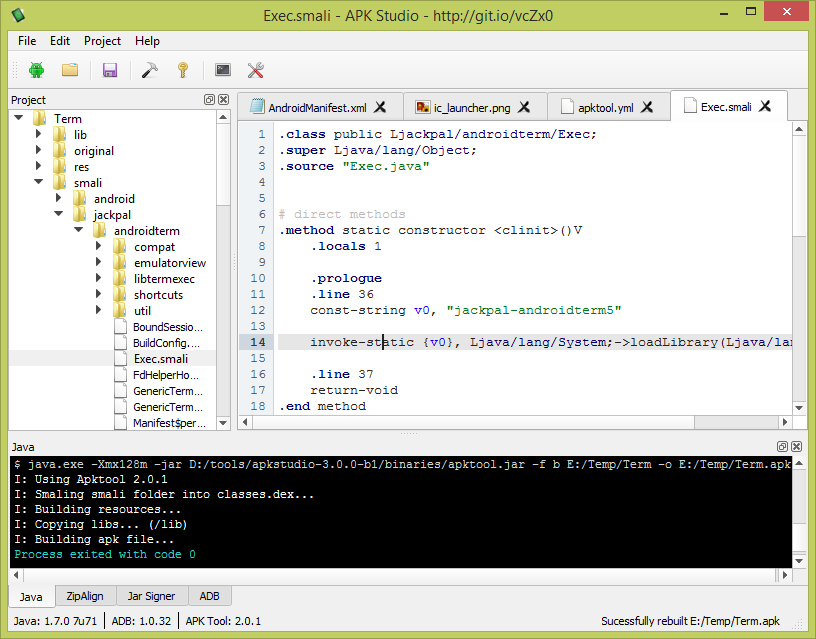 Exec.smali - APK Studio - http://git.io/vcZx0
File Edit Project Help
Project
Term
lib
original
res
smali
android
jackpal
androidterm
compat
emulatorview
libtermexec
shortcuts
util
BoundSessio...
BuildConfig....
Exec.smali
FdHelperHo...
GenericTerm...
GenericTerm...
Manifest$per...
AndroidManifest.xml ic_launcher.png apktool.yml Exec.smali
1 .class public Ljackpal/androidterm/Exec;
2 .super Ljava/lang/Object;
3 .source "Exec.java"
4
5
6 # direct methods
7 .method static constructor <clinit>()V
8 .locals 1
9
10 .prologue
11 .line 36
12 const-string v0, "jackpal-androidterm5"
13
14 invoke-static {v0}, Ljava/lang/System;->loadLibrary(Ljava/lan
15
16 .line 37
17 return-void
18 .end method
Java
$ java.exe -Xmx128m -jar D:/tools/apkstudio-3.0.0-b1/binaries/apktool.jar -f b E:/Temp/Term -o E:/Temp/Term.apk
I: Using Apktool 2.0.1
I: Smaling smali folder into classes.dex...
I: Building resources...
I: Copying libs... (/lib)
I: Building apk file...
Process exited with code 0
Java ZipAlign Jar Signer ADB
Java: 1.7.0 7u71 ADB: 1.0.32 APK Tool: 2.0.1 Sucessfully rebuilt E:/Temp/Term.apk